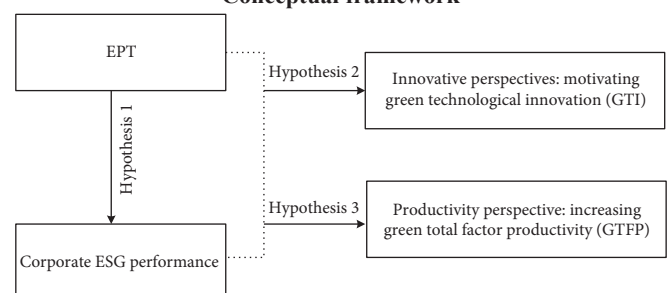 Conceptual framework
EPT
Hypothesis 1
Hypothesis 2
Innovative perspectives: motivating
green technological innovation (GTI)
Hypothesis 3
Productivity perspective: increasing
green total factor productivity (GTFP)
Corporate ESG performance